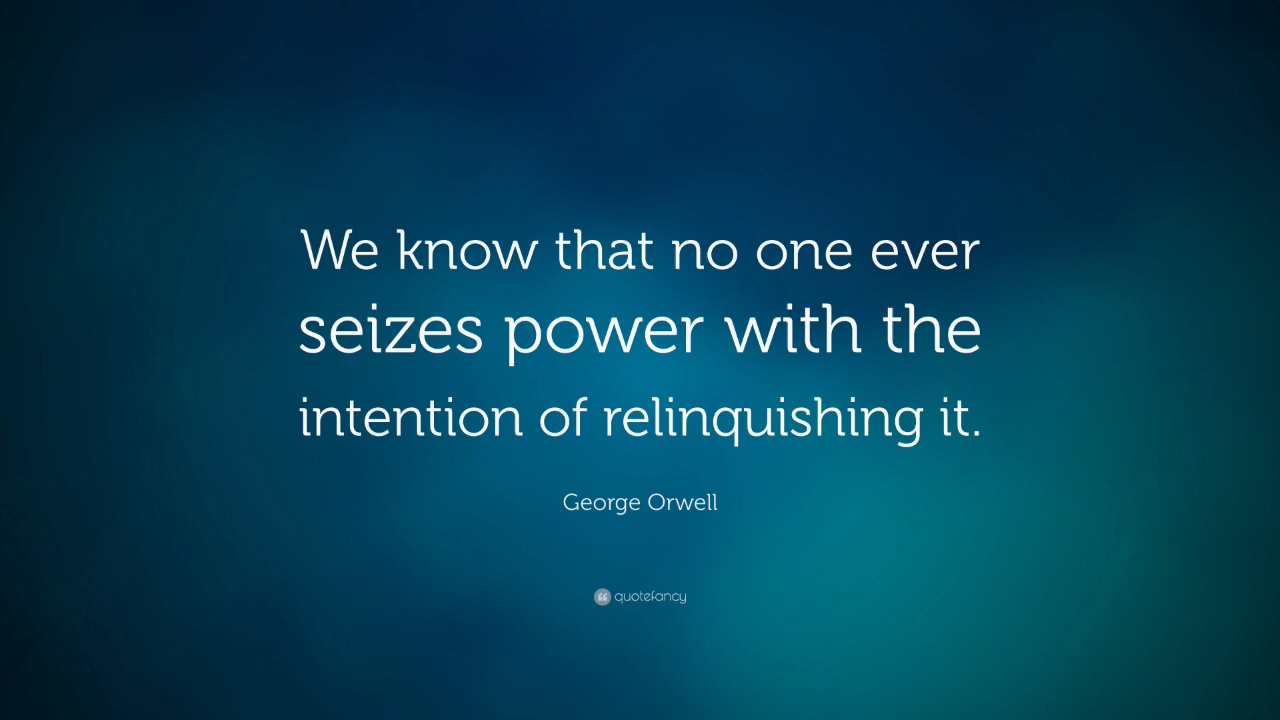 We know that no one ever
seizes power with the
intention of relinquishing it.
George Orwell
quotefancy